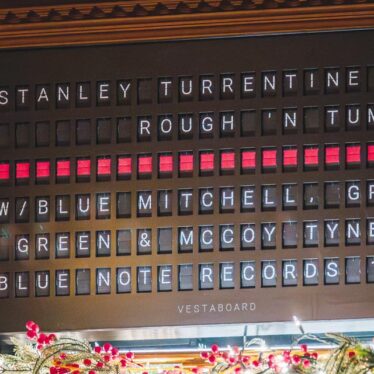 STANLEY TURRENTINE
ROUGH 'N TUM
W/BLUE MITCHELL, GR
GREEN & MCCOY TYNE
BLUE NOTE RECORDS
VESTABOARD